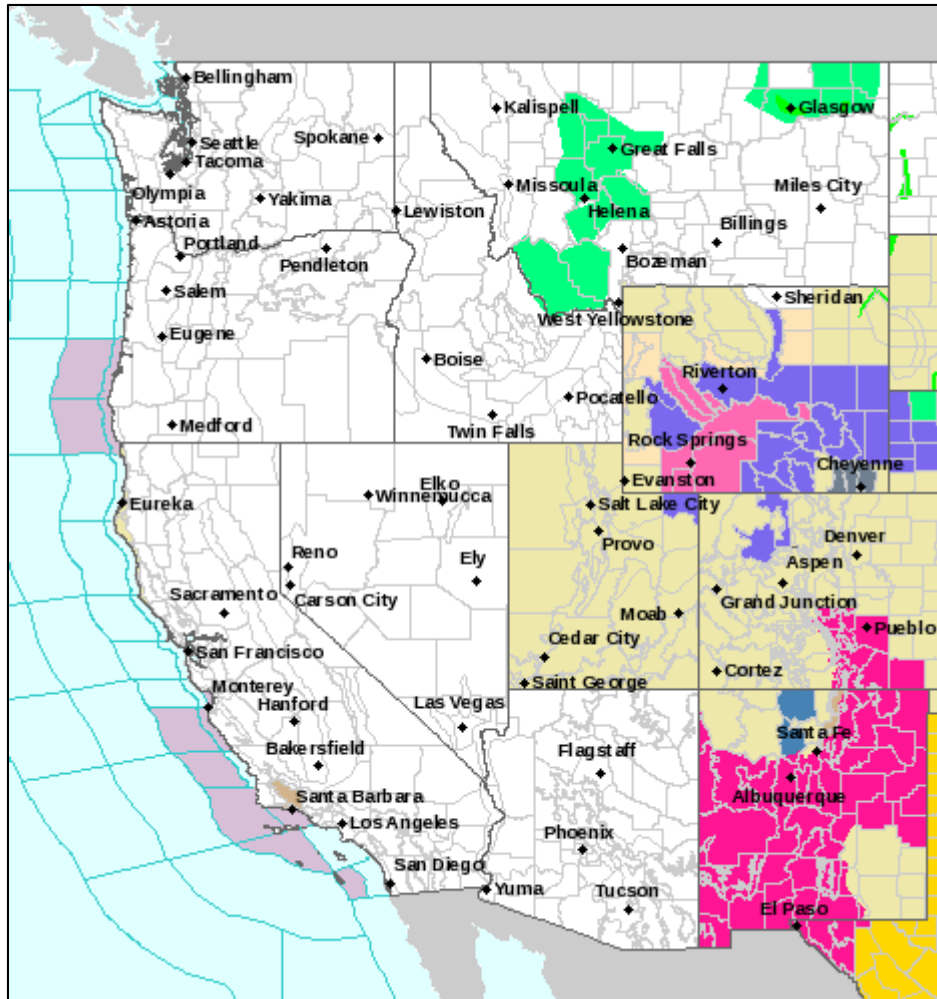 Bellingham
Kalispell
Glasgow
Seattle
Spokane
Great Falls
Tacoma
Olympia
Missoula
Miles City
Yakima
Lewiston
Helena
Astoria
Portland
Billings
Pendleton
Bozeman
Salem
Sheridan
West Yellowstone
Eugene
Boise
Riverton
Pocatello
Medford
Twin Falls
Rock Springs
Cheyenne
Evanston
Elko
Winnemucca
Eureka
Salt Lake City
Provo
Denver
Reno
Ely
Aspen
Sacramento
Carson City
Grand Junction
Moab
Pueblo
Cedar City
San Francisco
Cortez
Saint George
Monterey
Hanford
Las Vegas
Santa Fe
Bakersfield
Flagstaff
Albuquerque
Santa Barbara
Los Angeles
Phoenix
San Diego
Yuma
Tucson
El Paso